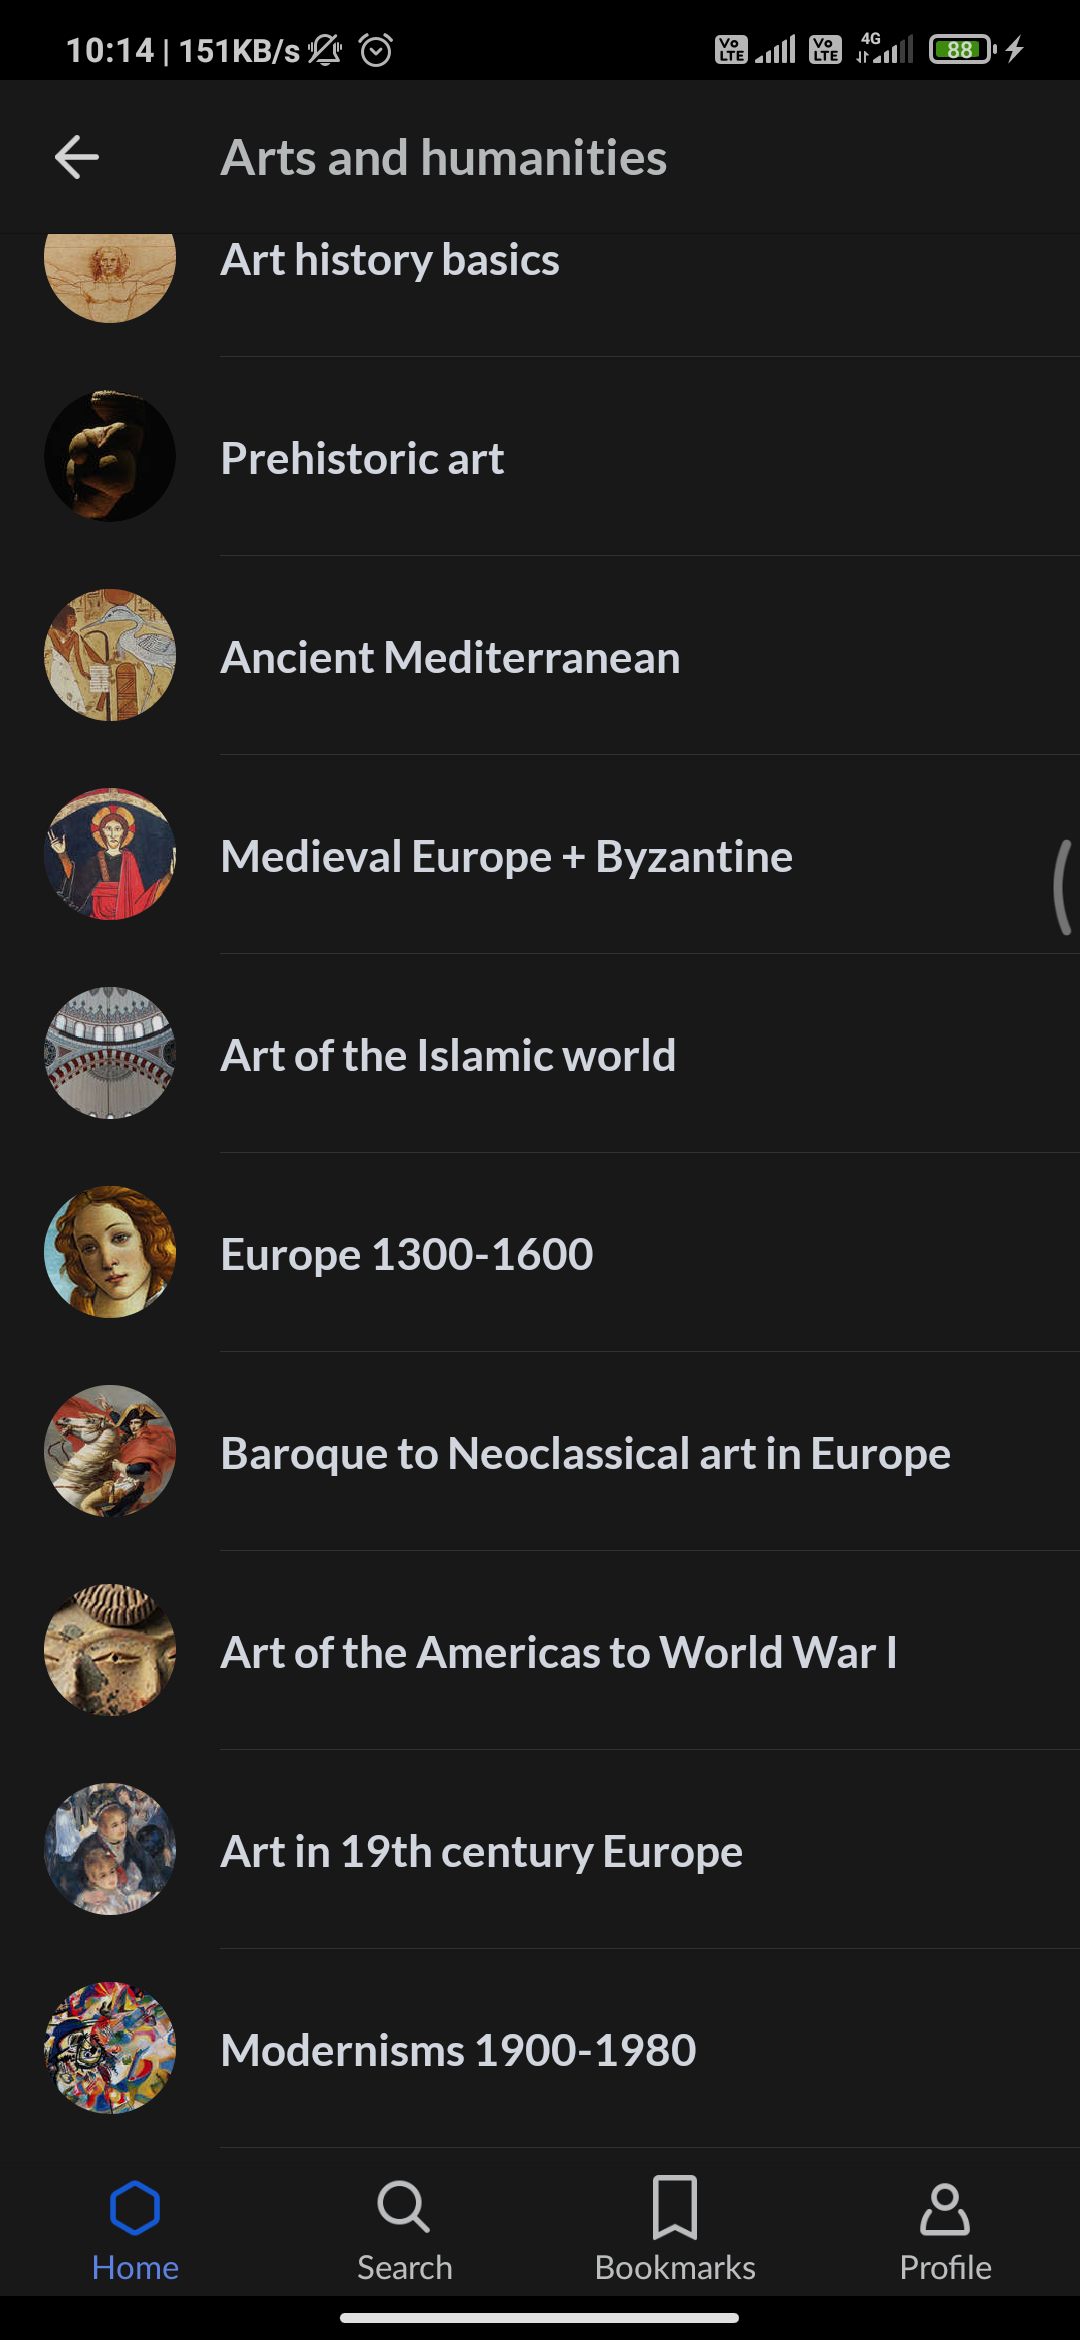 10:14 | 151KB/s
Vo LTE Vo LTE 4G 88
Arts and humanities
Art history basics
Prehistoric art
Ancient Mediterranean
Medieval Europe + Byzantine
Art of the Islamic world
Europe 1300-1600
Baroque to Neoclassical art in Europe
Art of the Americas to World War I
Art in 19th century Europe
Modernisms 1900-1980
Home Search Bookmarks Profile